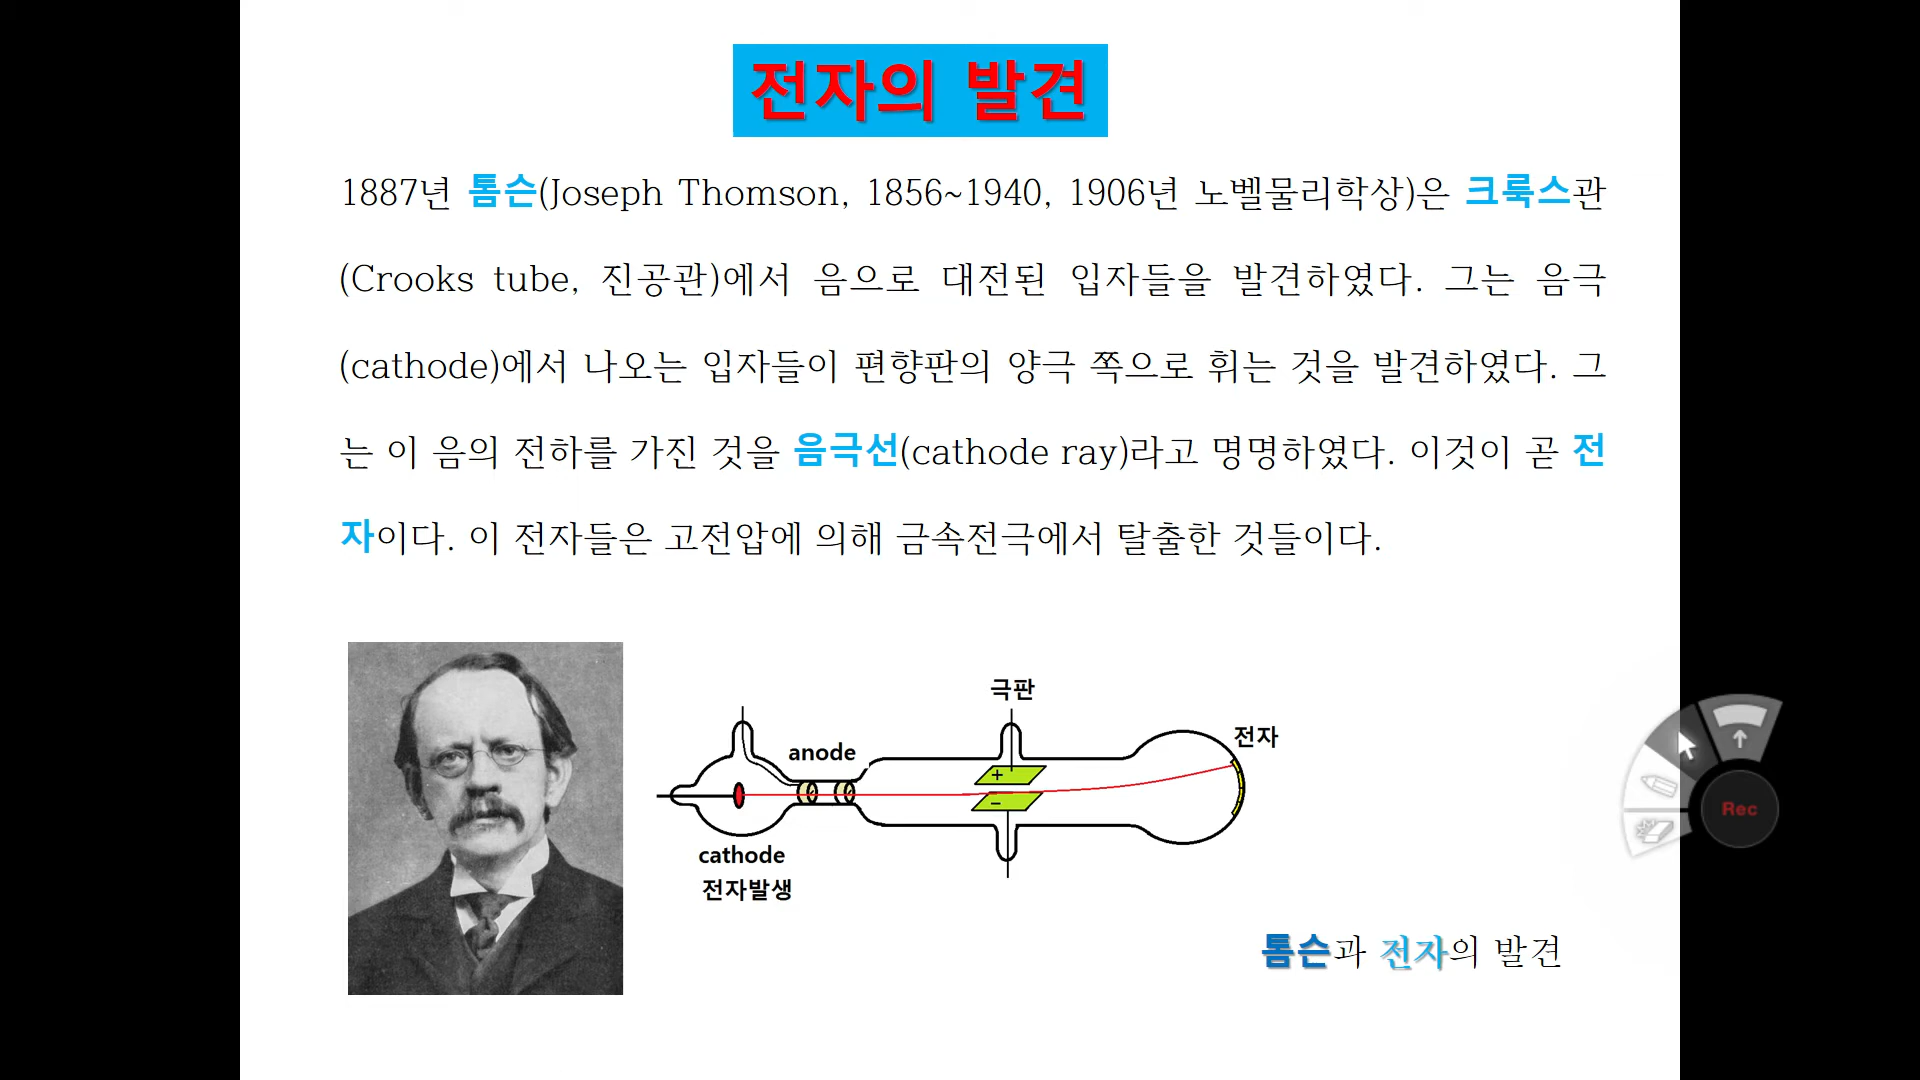 전자의 발견
1887년 톰슨(Joseph Thomson, 1856~1940, 1906년 노벨물리학상)은 크룩스관
(Crooks tube, 진공관)에서 음으로 대전된 입자들을 발견하였다. 그는 음극
(cathode)에서 나오는 입자들이 편향판의 양극 쪽으로 휘는 것을 발견하였다. 그
는 이 음의 전하를 가진 것을 음극선(cathode ray)라고 명명하였다. 이것이 곧 전
자이다. 이 전자들은 고전압에 의해 금속전극에서 탈출한 것들이다.
극판
전자
anode
+
−
cathode
전자발생
Rec
톰슨과 전자의 발견